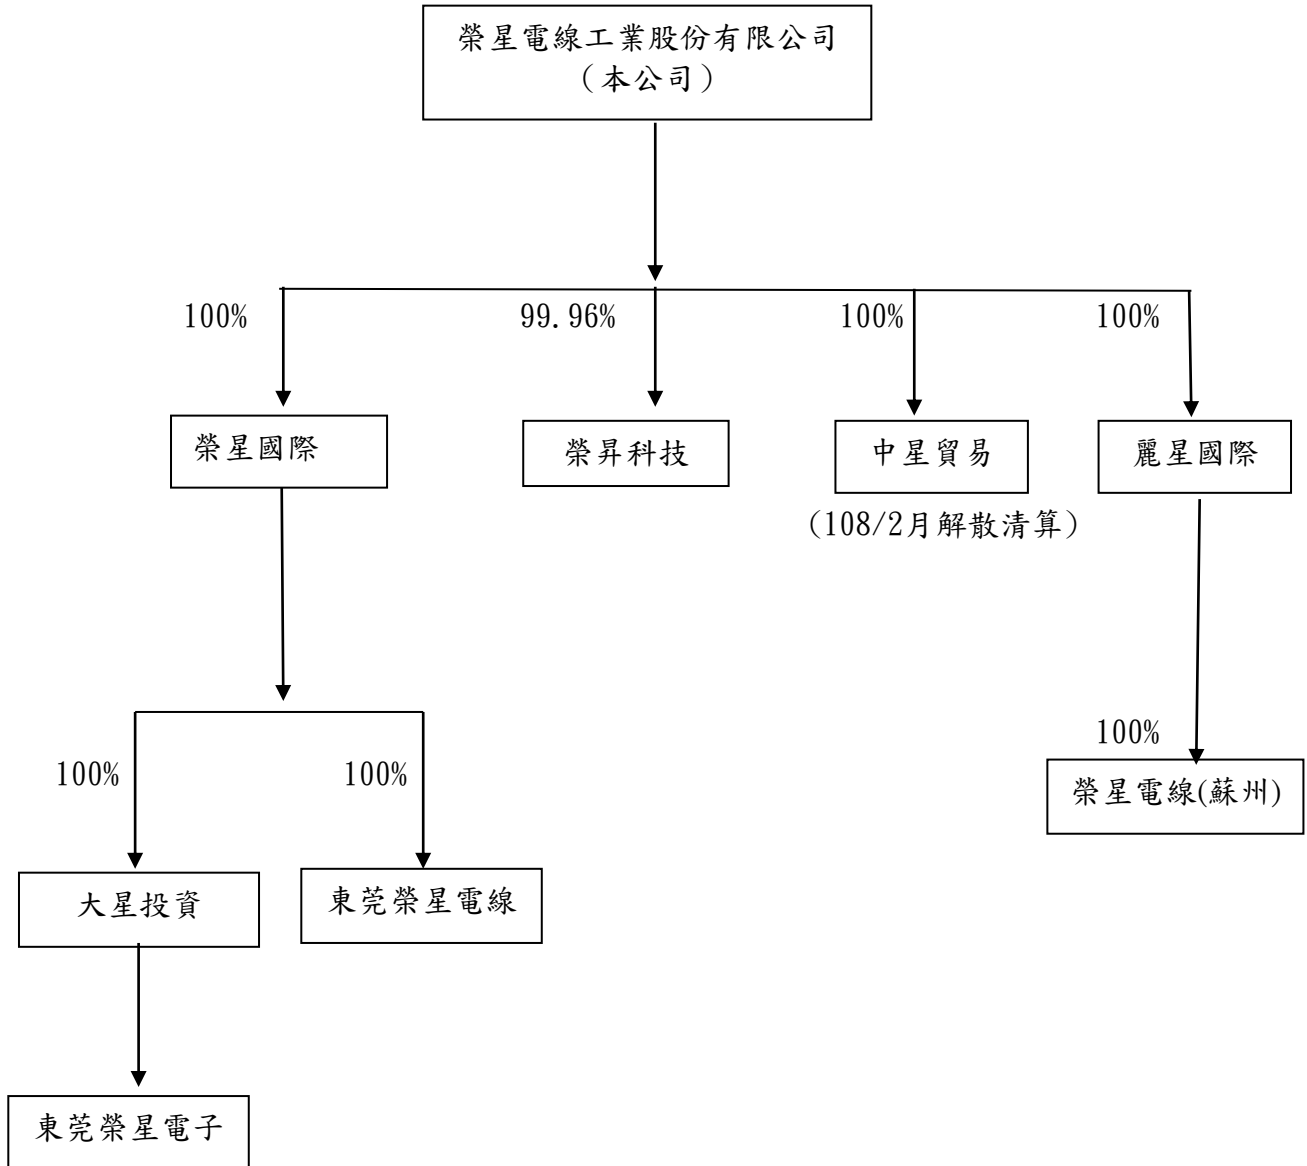 榮星電線工業股份有限公司
(本公司)
100%
99.96%
100%
100%
榮星國際
榮昇科技
中星貿易
麗星國際
(108/2月解散清算)
100%
榮星電線(蘇州)
100%
100%
大星投資
東莞榮星電線
東莞榮星電子